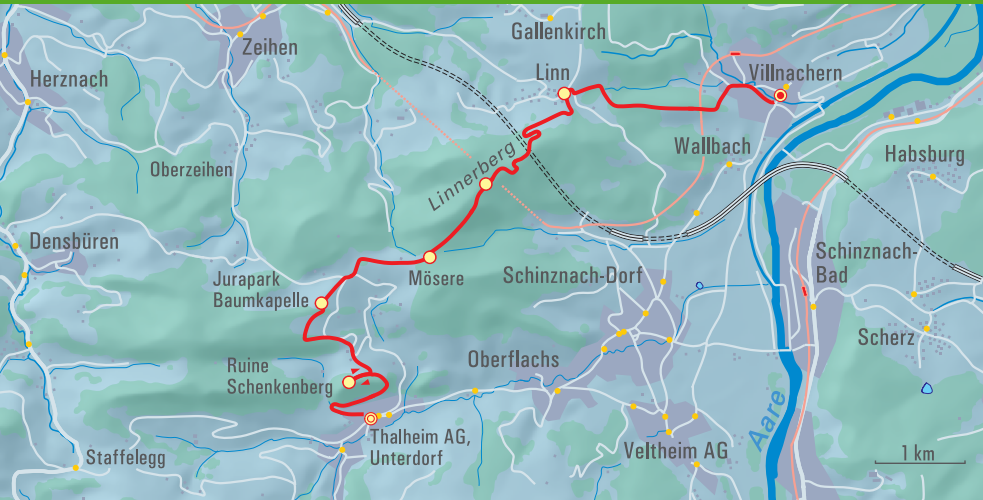 Gallenkirch
Zeihen
Herznach
Linn
Villnachern
Oberzeihen
Wallbach
Habsburg
Linnerberg
Densbüren
Jurapark
Baumkapelle
Mösere
Schinznach-Dorf
Schinznach-
Bad
Scherz
Ruine
Schenkenberg
Oberflachs
Aare
Thalheim AG,
Unterdorf
Veltheim AG
Staffelegg
1 km